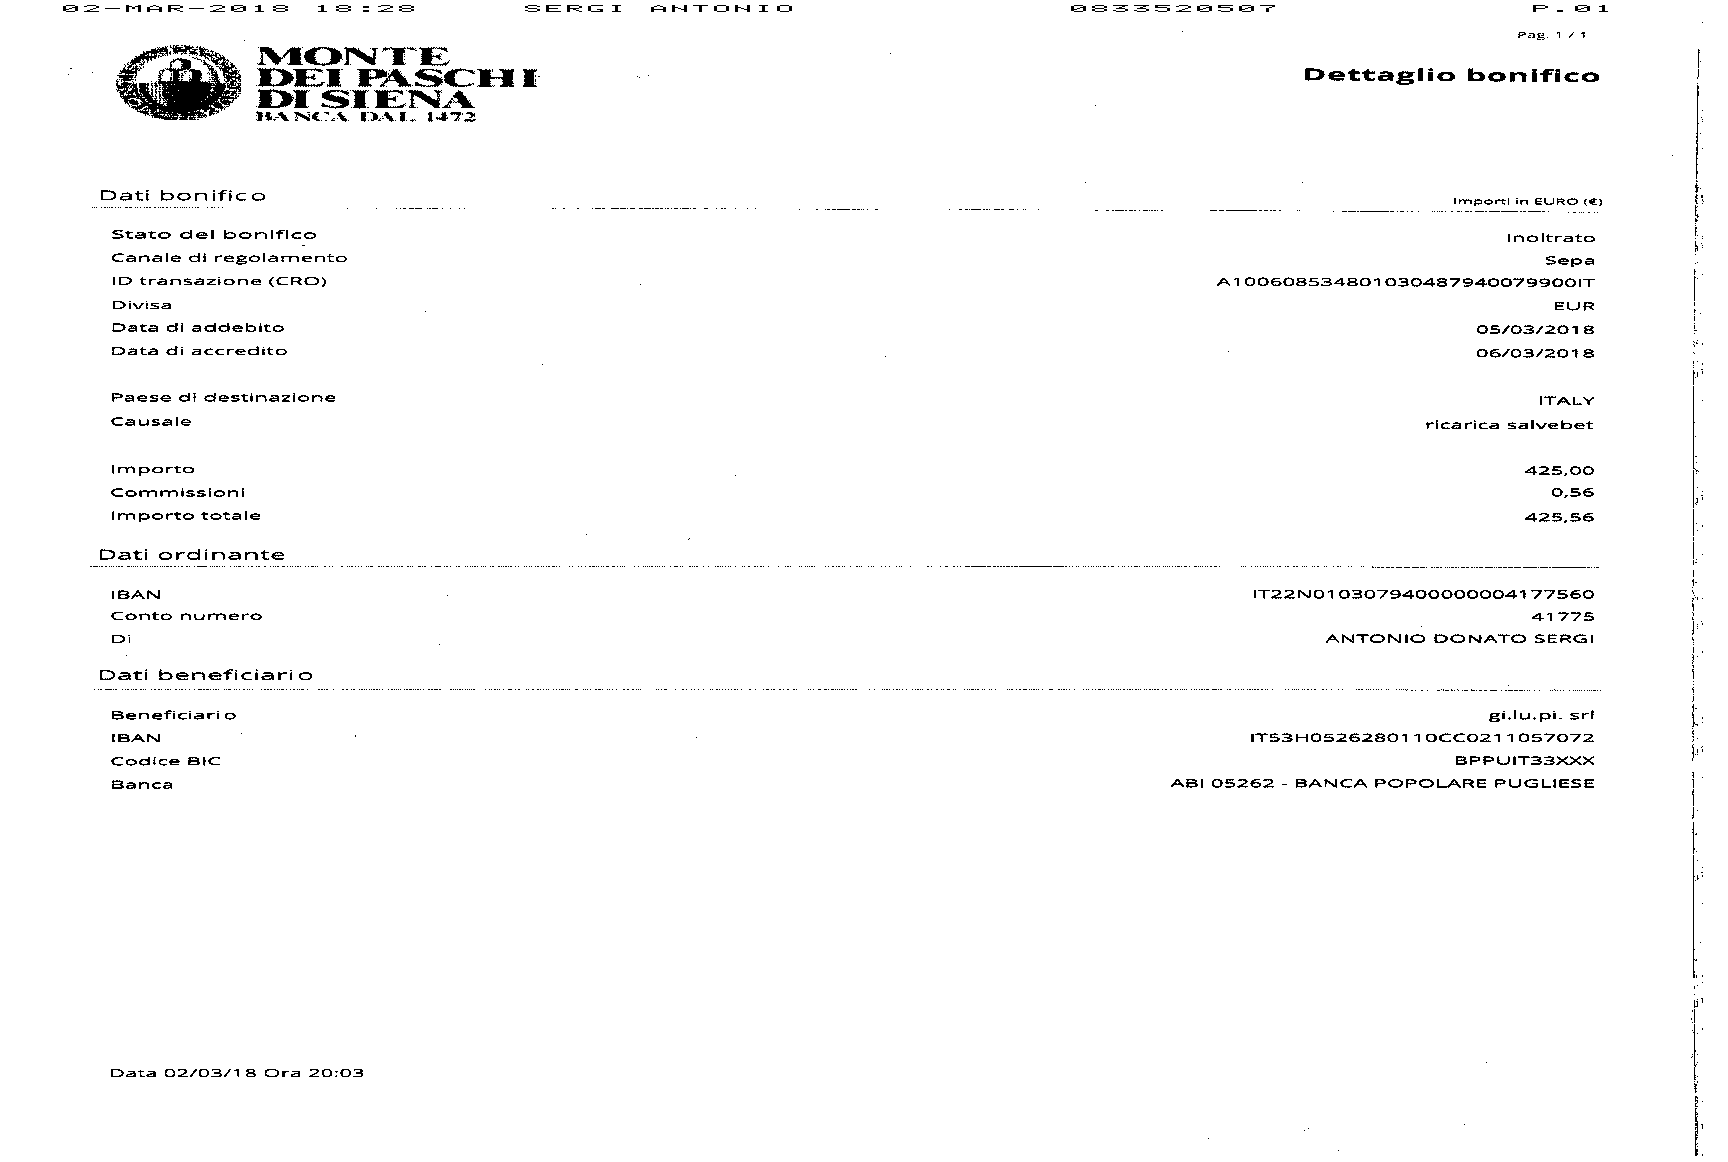 02-MAR-2018 18:28 SERGI ANTONIO 0833520507 P.01
Pag. 1 / 1
MONTE
DEI PASCHI
DI SIENA
BANCA DAL 1472
Dettaglio bonifico
Dati bonifico Importi in EURO (€)
Stato del bonifico Inoltrato
Canale di regolamento Sepa
ID transazione (CRO) A100608534801030487940079900IT
Divisa EUR
Data di addebito 05/03/2018
Data di accredito 06/03/2018
Paese di destinazione ITALY
Causale ricarica salvebet
Importo 425,00
Commissioni 0,56
Importo totale 425,56
Dati ordinante
IBAN IT22N0103079400000004177560
Conto numero 41775
Di ANTONIO DONATO SERGI
Dati beneficiario
Beneficiario gi.lu.pi. srl
IBAN IT53H0526280110CC0211057072
Codice BIC BPPUIT33XXX
Banca ABI 05262 - BANCA POPOLARE PUGLIESE
Data 02/03/18 Ora 20:03